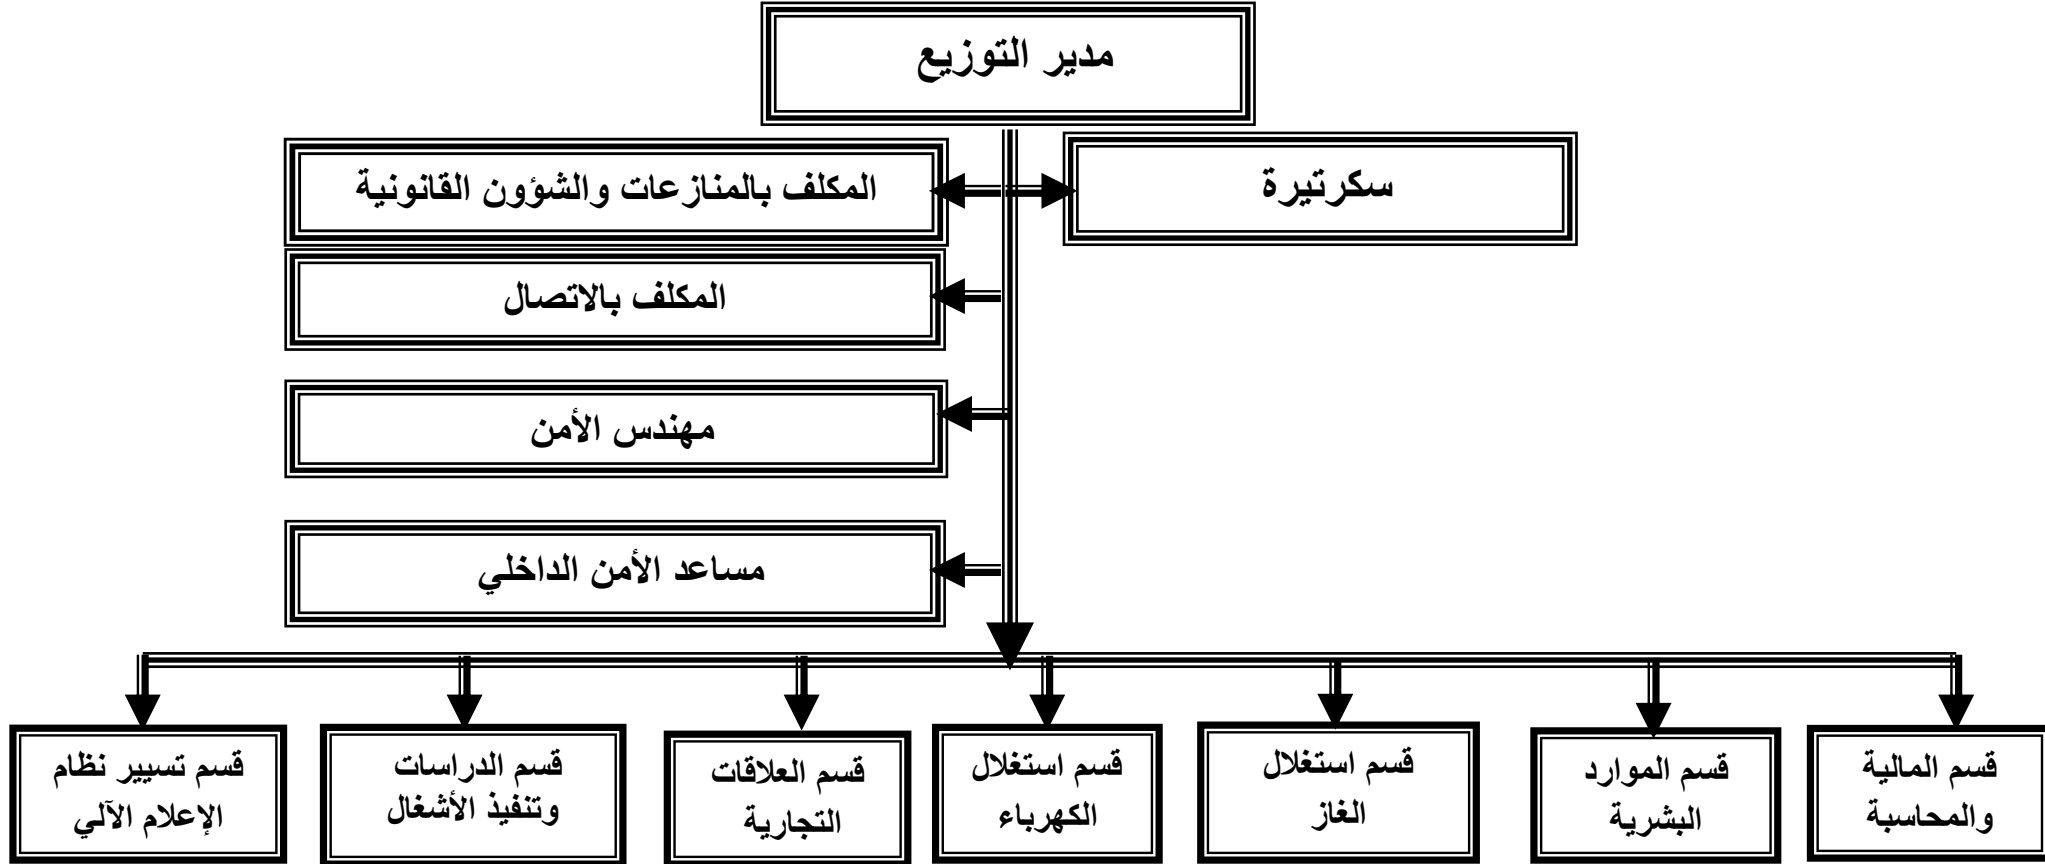 مدير التوزيع
سكرتيرة
المكلف بالمنازعات والشؤون القانونية
المكلف بالاتصال
مهندس الأمن
مساعد الأمن الداخلي
قسم المالية
والمحاسبة
قسم الموارد
البشرية
قسم استغلال
الغاز
قسم استغلال
الكهرباء
قسم العلاقات
التجارية
قسم الدراسات
وتنفيذ الأشغال
قسم تسيير نظام
الإعلام الآلي